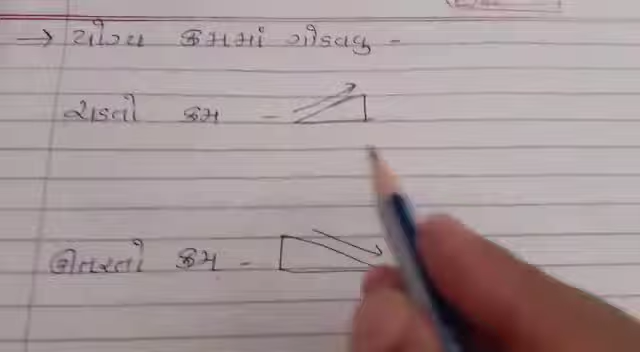 → યોગ્ય ક્રમમાં ગોઠવવુ -
ચડતો ક્રમ -
ઊતરતો ક્રમ -